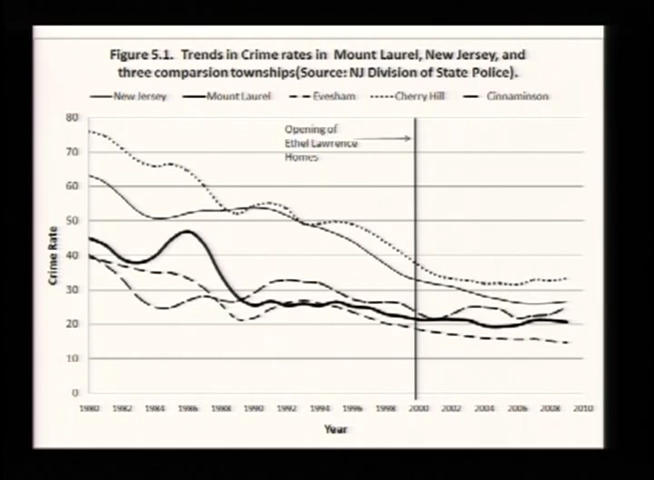 Figure 5.1. Trends in Crime rates in Mount Laurel, New Jersey, and
three comparsion townships(Source: NJ Division of State Police).
New Jersey Mount Laurel Evesham Cherry Hill Cinnaminson
80
70
60
50
40
30
20
10
0
Crime Rate
Opening of
Ethel Lawrence
Homes
1980 1982 1984 1986 1988 1990 1992 1994 1996 1998 2000 2002 2004 2006 2008 2010
Year